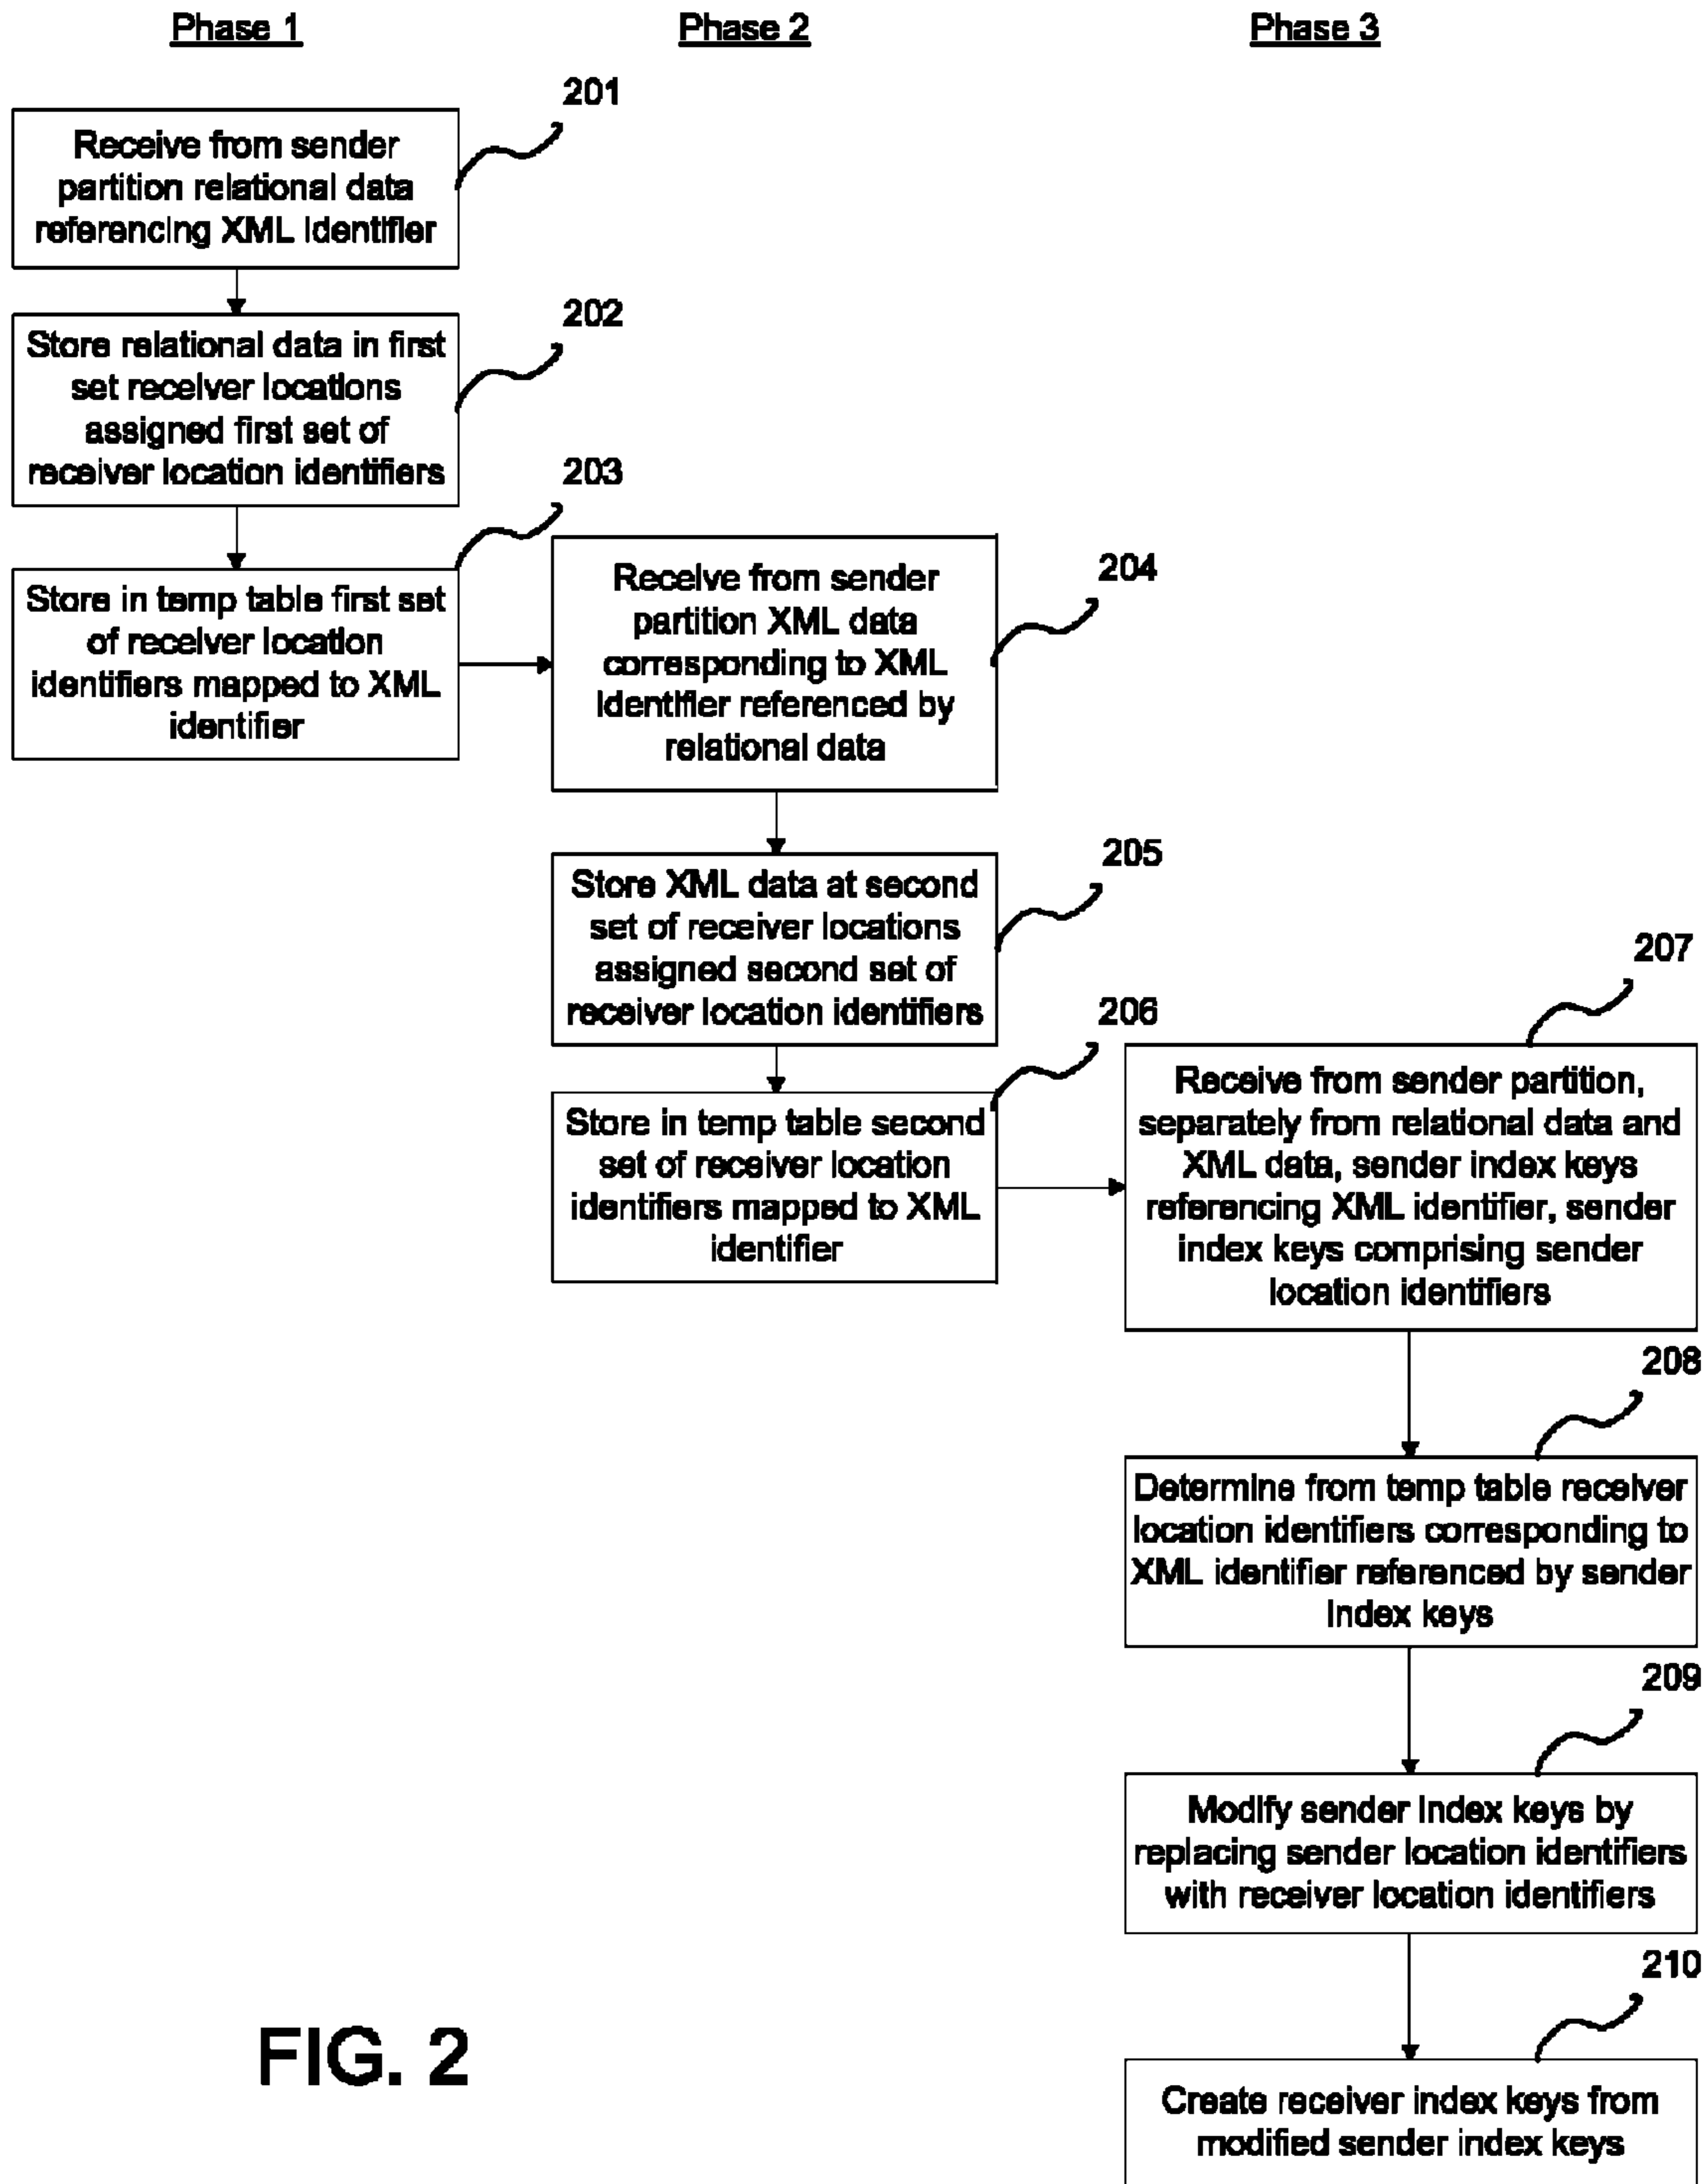 Phase 1
Phase 2
Phase 3
201
Receive from sender
partition relational data
referencing XML identifier
202
Store relational data in first
set receiver locations
assigned first set of
receiver location identifiers
203
Store in temp table first set
of receiver location
identifiers mapped to XML
identifier
204
Receive from sender
partition XML data
corresponding to XML
identifier referenced by
relational data
205
Store XML data at second
set of receiver locations
assigned second set of
receiver location identifiers
206
Store in temp table second
set of receiver location
identifiers mapped to XML
identifier
207
Receive from sender partition,
separately from relational data and
XML data, sender index keys
referencing XML identifier, sender
index keys comprising sender
location identifiers
208
Determine from temp table receiver
location identifiers corresponding to
XML identifier referenced by sender
index keys
209
Modify sender index keys by
replacing sender location identifiers
with receiver location identifiers
210
Create receiver index keys from
modified sender index keys
FIG. 2